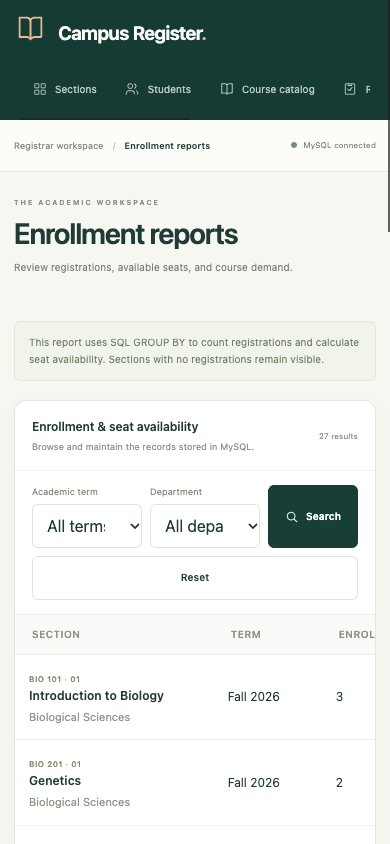 Campus Register.
Sections Students Course catalog
Registrar workspace / Enrollment reports MySQL connected
THE ACADEMIC WORKSPACE
Enrollment reports
Review registrations, available seats, and course demand.
This report uses SQL GROUP BY to count registrations and calculate
seat availability. Sections with no registrations remain visible.
Enrollment & seat availability
Browse and maintain the records stored in MySQL.
27 results
Academic term Department
All terms All depa Search
Reset
SECTION TERM ENROL
BIO 101 · 01
Introduction to Biology Fall 2026 3
Biological Sciences
BIO 201 · 01
Genetics Fall 2026 2
Biological Sciences